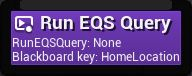 Run EQS Query
RunEQSQuery: None
Blackboard key: HomeLocation